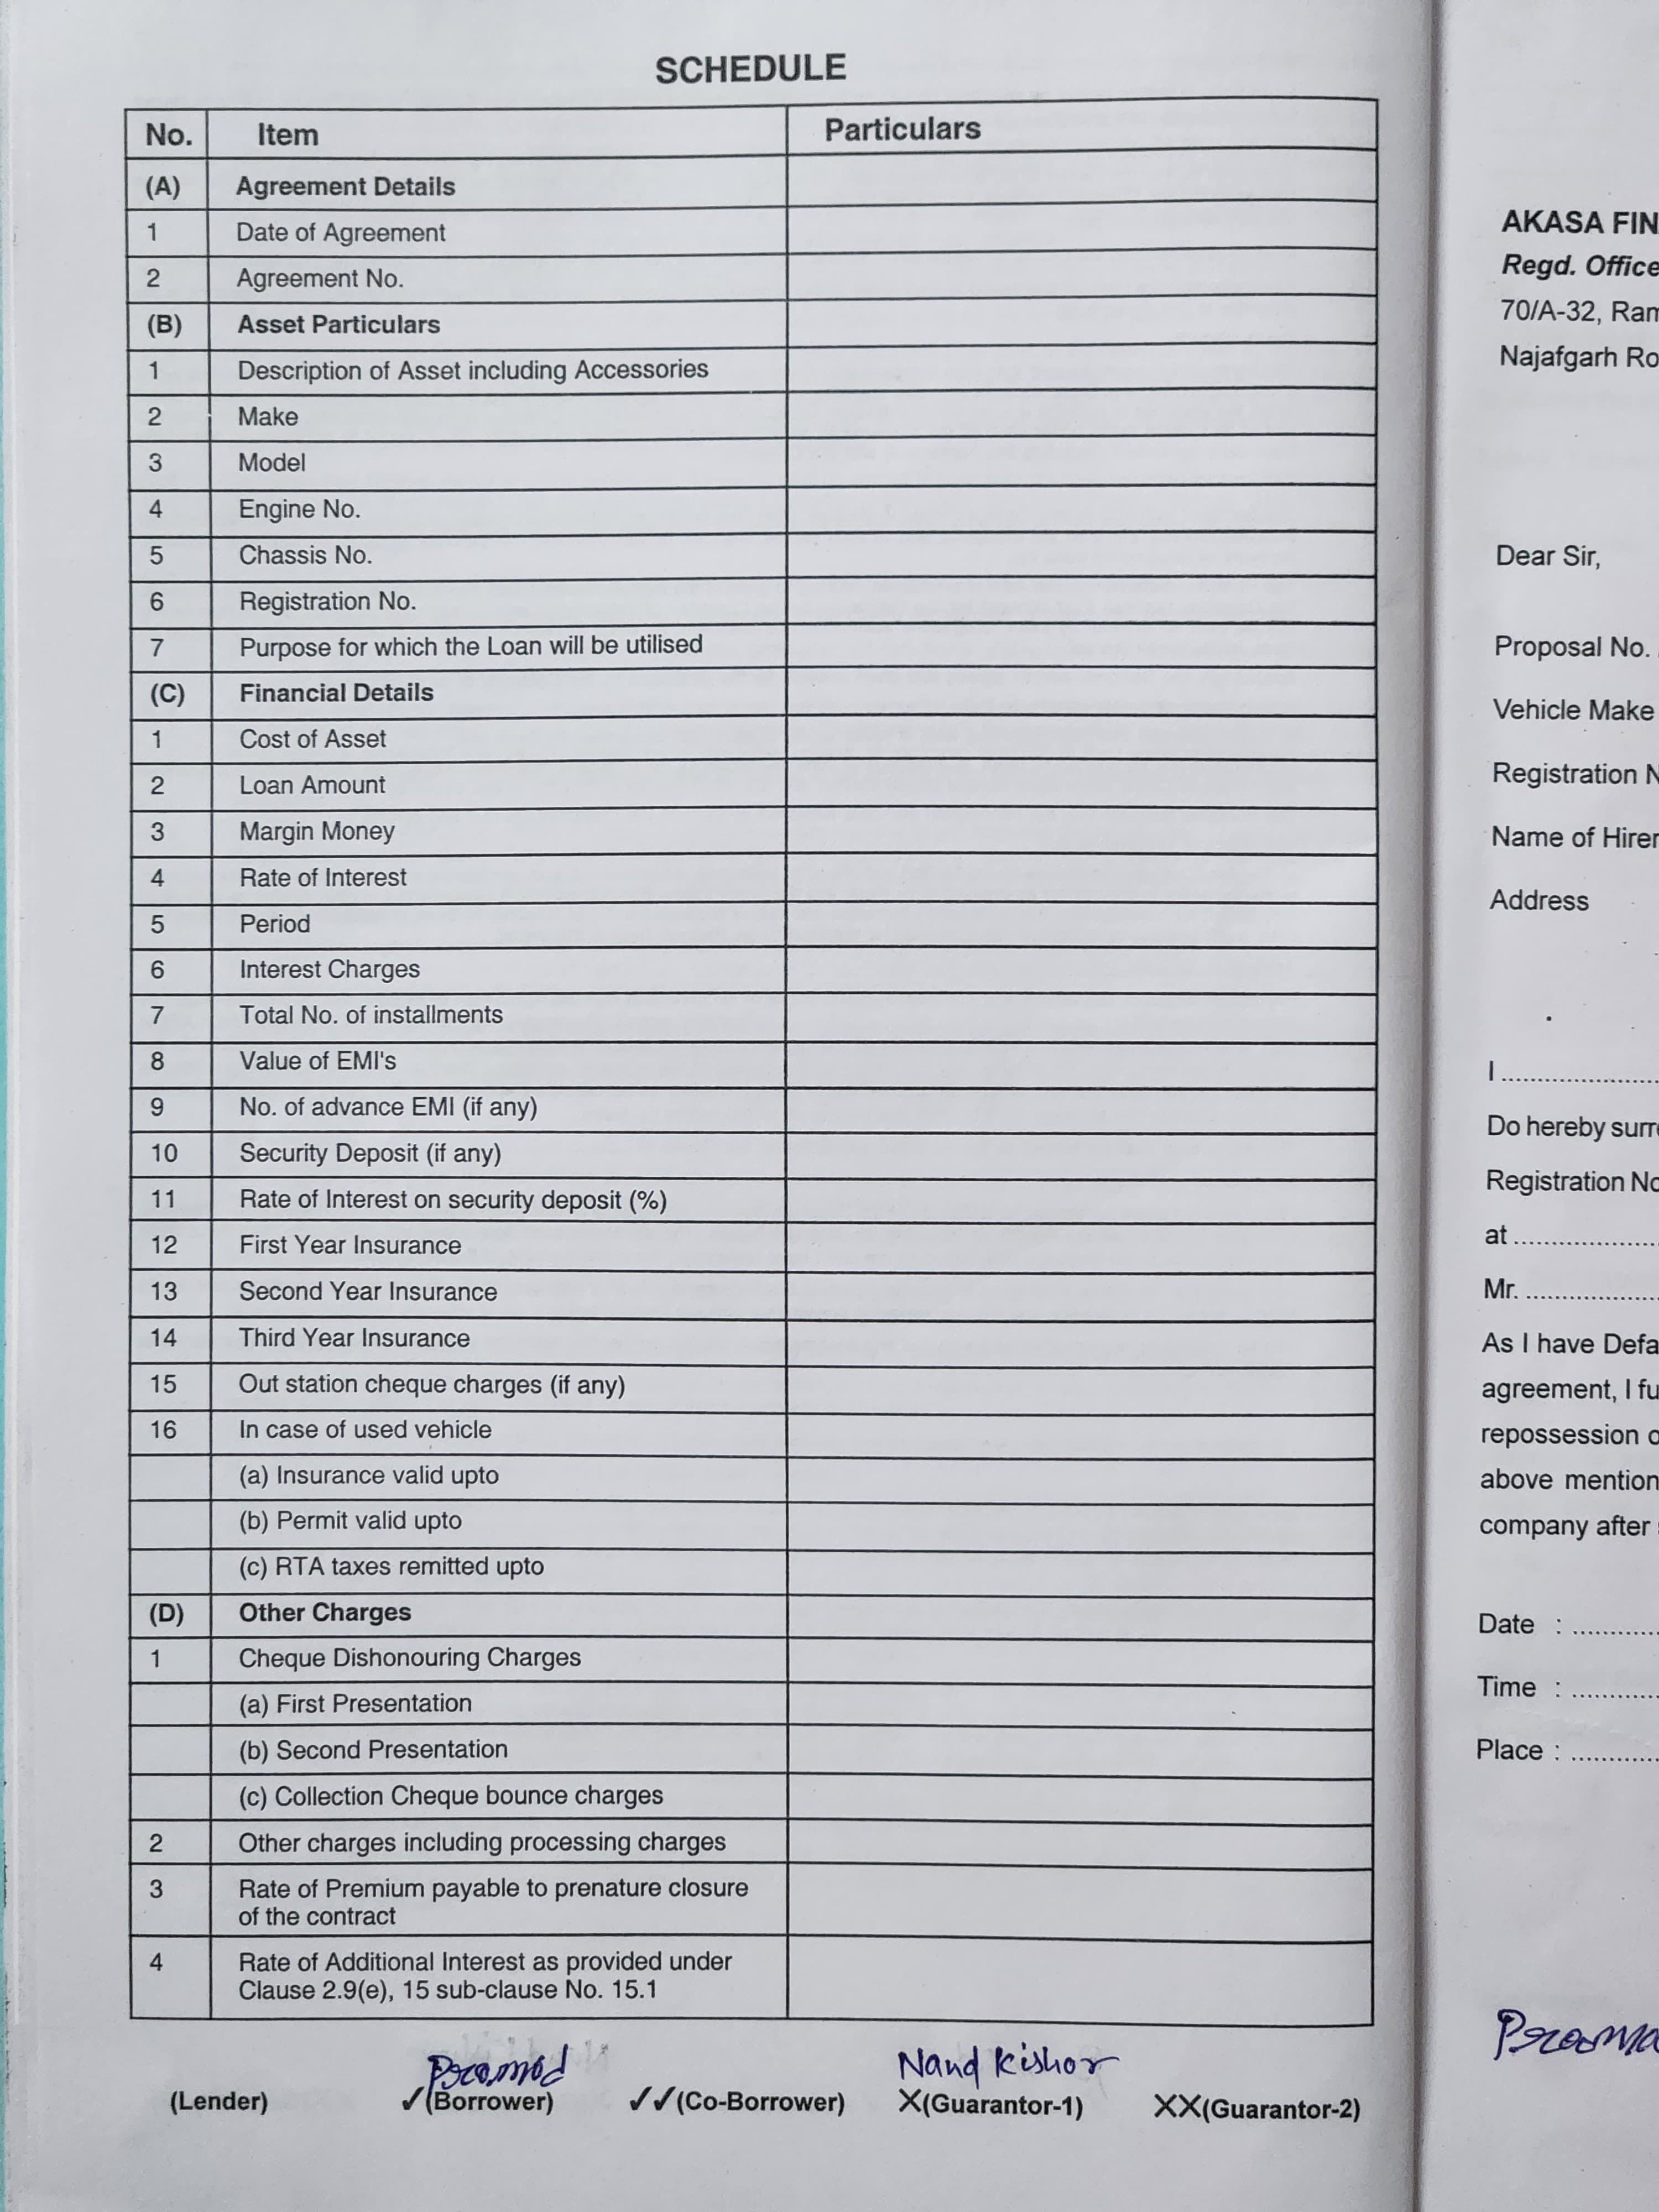 SCHEDULE
No. Item Particulars
(A) Agreement Details
1 Date of Agreement
2 Agreement No.
(B) Asset Particulars
1 Description of Asset including Accessories
2 Make
3 Model
4 Engine No.
5 Chassis No.
6 Registration No.
7 Purpose for which the Loan will be utilised
(C) Financial Details
1 Cost of Asset
2 Loan Amount
3 Margin Money
4 Rate of Interest
5 Period
6 Interest Charges
7 Total No. of installments
8 Value of EMI's
9 No. of advance EMI (if any)
10 Security Deposit (if any)
11 Rate of Interest on security deposit (%)
12 First Year Insurance
13 Second Year Insurance
14 Third Year Insurance
15 Out station cheque charges (if any)
16 In case of used vehicle
(a) Insurance valid upto
(b) Permit valid upto
(c) RTA taxes remitted upto
(D) Other Charges
1 Cheque Dishonouring Charges
(a) First Presentation
(b) Second Presentation
(c) Collection Cheque bounce charges
2 Other charges including processing charges
3 Rate of Premium payable to prenature closure
of the contract
4 Rate of Additional Interest as provided under
Clause 2.9(e), 15 sub-clause No. 15.1
Pramod Nand Kishor
(Lender) ✓(Borrower) ✓✓(Co-Borrower) X(Guarantor-1) XX(Guarantor-2)
AKASA FIN
Regd. Office
70/A-32, Ram
Najafgarh Ro
Dear Sir,
Proposal No.
Vehicle Make
Registration N
Name of Hirer
Address
I ....................
Do hereby surre
Registration No
at ....................
Mr. ....................
As I have Defa
agreement, I fu
repossession o
above mention
company after
Date : ............
Time : ............
Place : ............